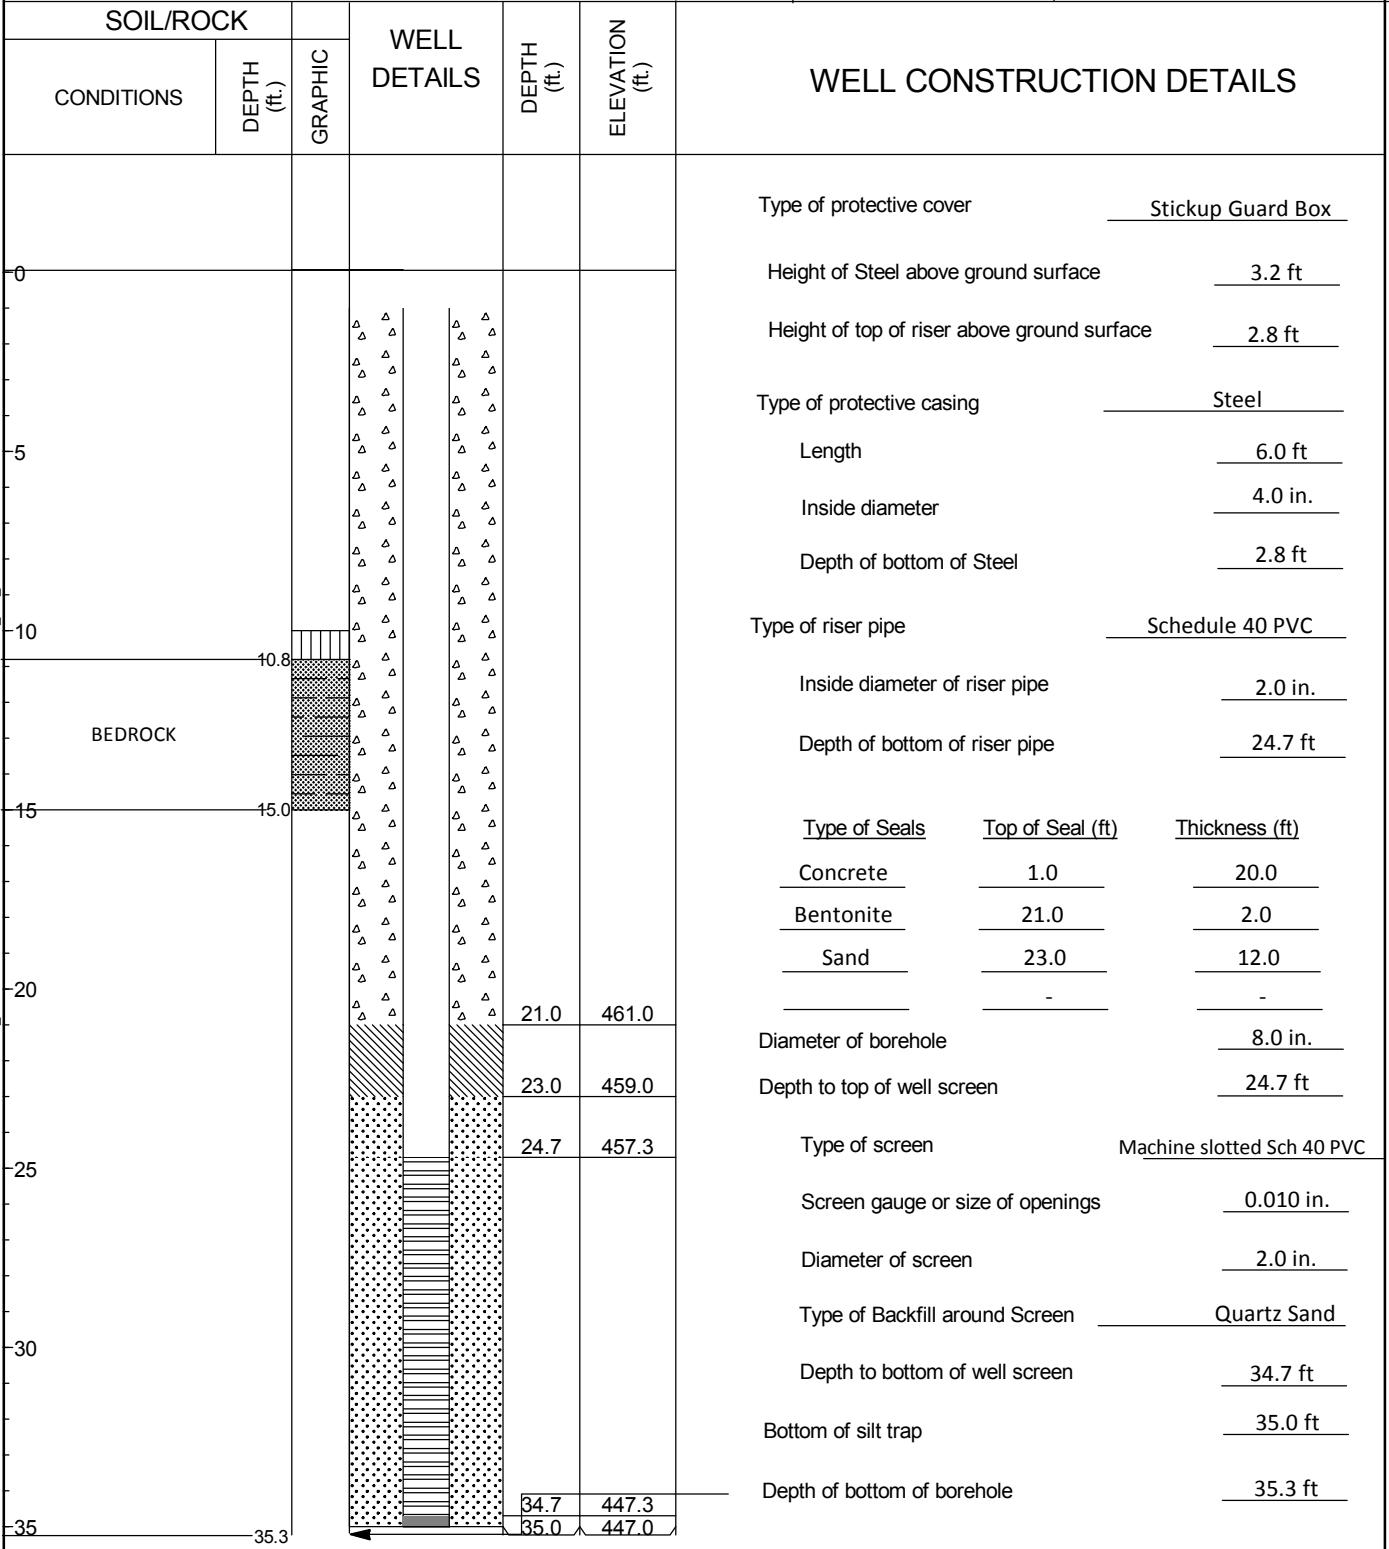 SOIL/ROCK
CONDITIONS
DEPTH (ft.)
GRAPHIC
WELL DETAILS
DEPTH (ft.)
ELEVATION (ft.)
WELL CONSTRUCTION DETAILS
Type of protective cover Stickup Guard Box
0
Height of Steel above ground surface 3.2 ft
Height of top of riser above ground surface 2.8 ft
Type of protective casing Steel
5
Length 6.0 ft
Inside diameter 4.0 in.
Depth of bottom of Steel 2.8 ft
10
Type of riser pipe Schedule 40 PVC
10.8
Inside diameter of riser pipe 2.0 in.
BEDROCK
Depth of bottom of riser pipe 24.7 ft
15 15.0
Type of Seals Top of Seal (ft) Thickness (ft)
Concrete 1.0 20.0
Bentonite 21.0 2.0
Sand 23.0 12.0
20
- -
21.0 461.0
Diameter of borehole 8.0 in.
23.0 459.0
Depth to top of well screen 24.7 ft
24.7 457.3
Type of screen Machine slotted Sch 40 PVC
25
Screen gauge or size of openings 0.010 in.
Diameter of screen 2.0 in.
Type of Backfill around Screen Quartz Sand
30
Depth to bottom of well screen 34.7 ft
Bottom of silt trap 35.0 ft
Depth of bottom of borehole 35.3 ft
34.7 447.3
35 35.0 447.0
35.3